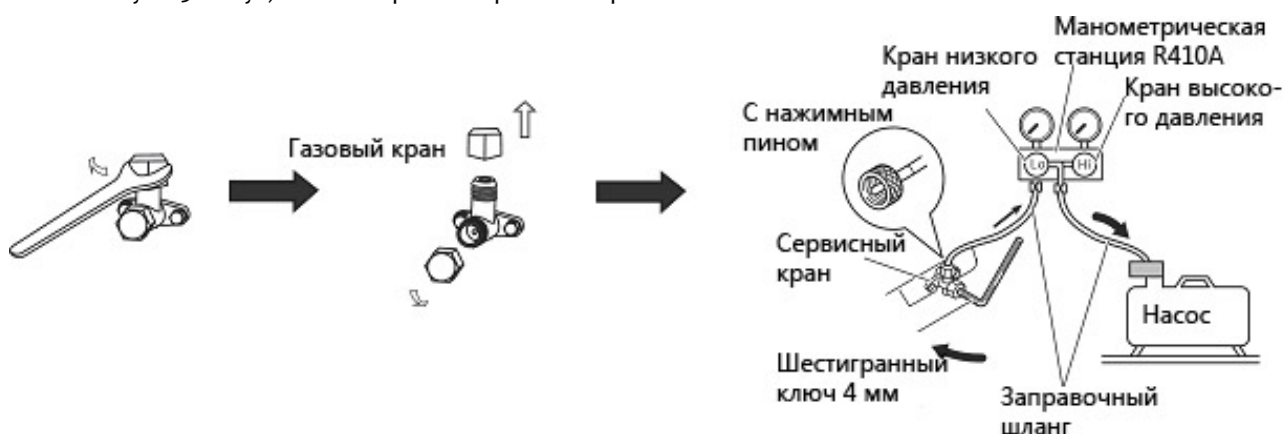 Манометрическая
станция R410A
Кран низкого
давления
Кран высоко-
го давления
С нажимным
пином
Газовый кран
Lo
Hi
Сервисный
кран
Насос
Шестигранный
ключ 4 мм
Заправочный
шланг